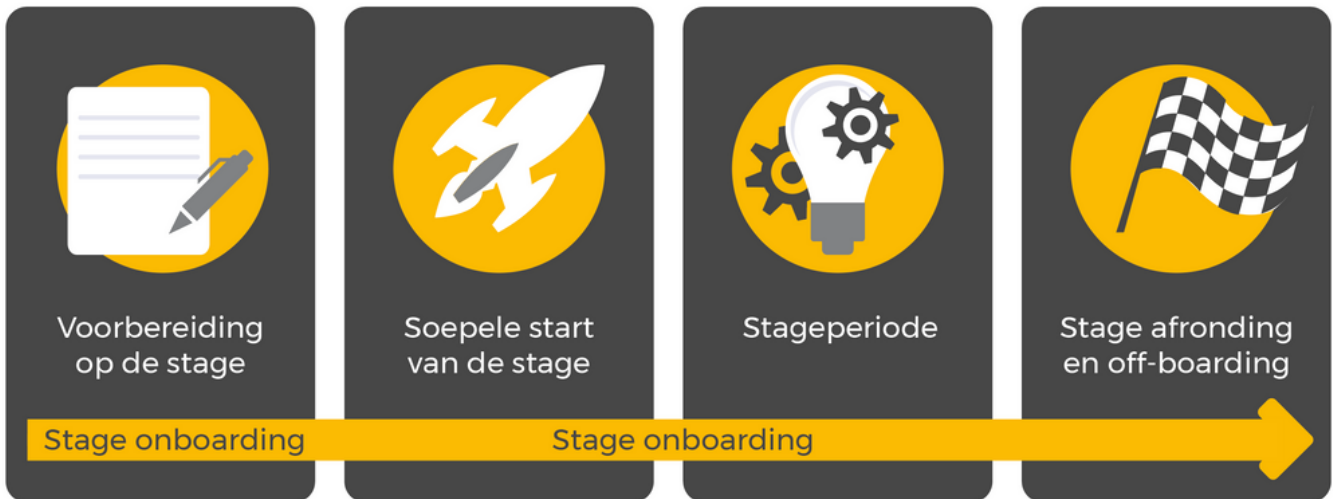 Voorbereiding
op de stage
Soepele start
van de stage
Stageperiode
Stage afronding
en off-boarding
Stage onboarding
Stage onboarding